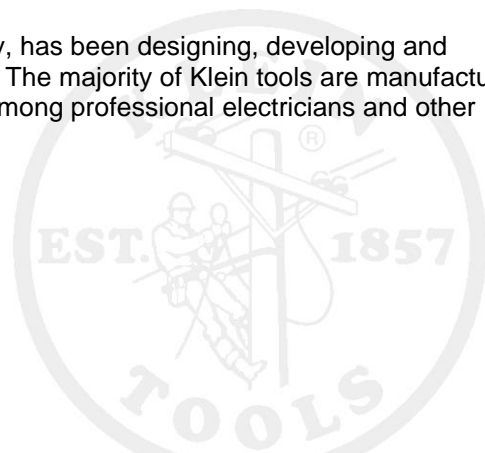 y, has been designing, developing and
The majority of Klein tools are manufactu
mong professional electricians and other
KLEIN
®
EST. 1857
TOOLS